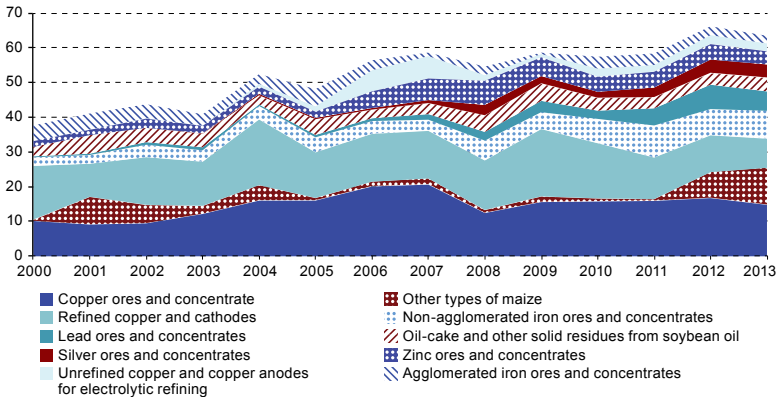 70
60
50
40
30
20
10
0
2000 2001 2002 2003 2004 2005 2006 2007 2008 2009 2010 2011 2012 2013
Copper ores and concentrate
Other types of maize
Refined copper and cathodes
Non-agglomerated iron ores and concentrates
Lead ores and concentrates
Oil-cake and other solid residues from soybean oil
Silver ores and concentrates
Zinc ores and concentrates
Unrefined copper and copper anodes
for electrolytic refining
Agglomerated iron ores and concentrates